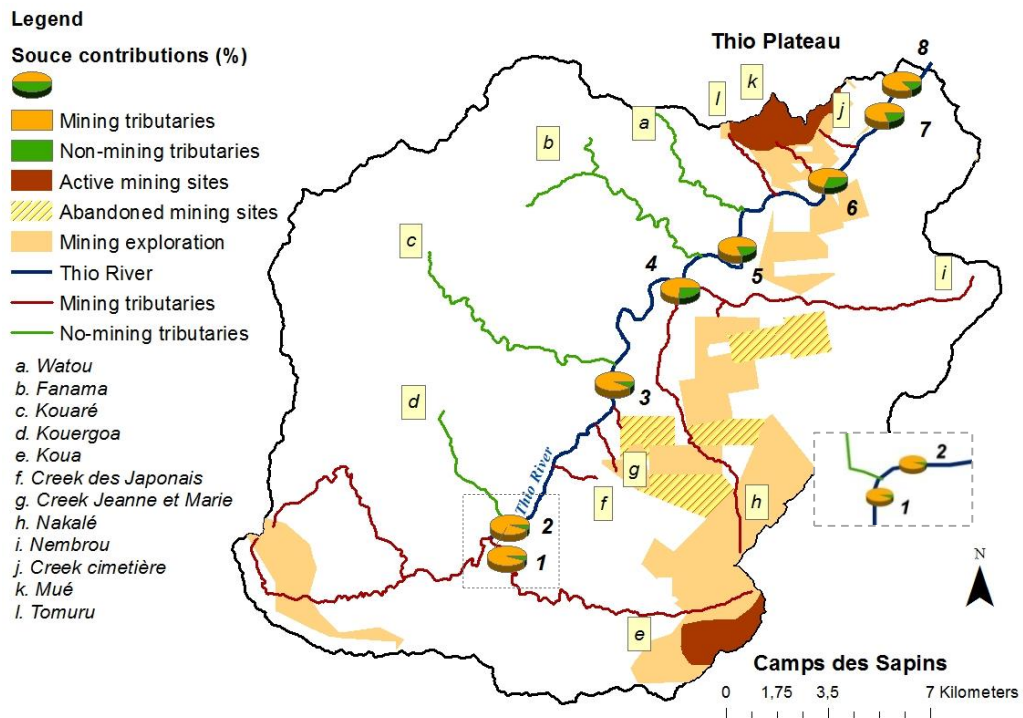 Legend
Souce contributions (%)
Mining tributaries
Non-mining tributaries
Active mining sites
Abandoned mining sites
Mining exploration
Thio River
Mining tributaries
No-mining tributaries
a. Watou
b. Fanama
c. Kouaré
d. Kouergoa
e. Koua
f. Creek des Japonais
g. Creek Jeanne et Marie
h. Nakalé
i. Nembrou
j. Creek cimetière
k. Mué
l. Tomuru
Thio Plateau
8
k
l
j
a
7
b
6
c
4
5
i
3
d
g
Thio River
f
h
2
1
2
1
e
N
Camps des Sapins
0 1,75 3,5 7 Kilometers